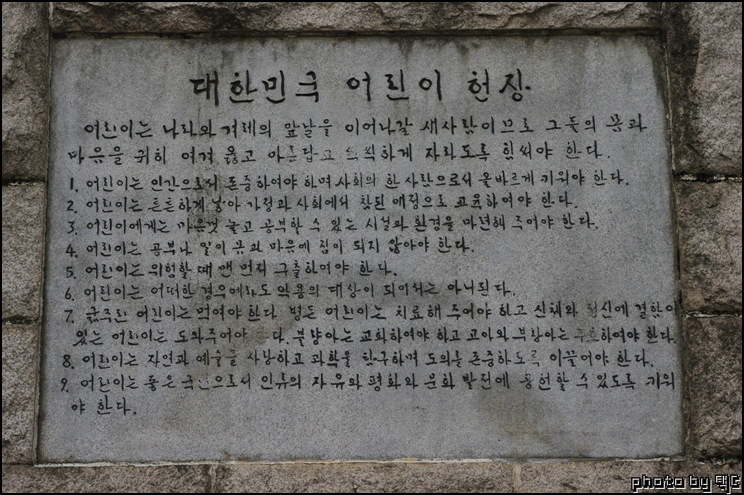 대한민국 어린이 헌장
어린이는 나라와 겨레의 앞날을 이어나갈 새사람이므로 그들의 몸과
마음을 귀히 여겨 옳고 아름답고 씩씩하게 자라도록 힘써야 한다.
1. 어린이는 인간으로서 존중하여야 하며 사회의 한 사람으로서 올바르게 키워야 한다.
2. 어린이는 튼튼하게 낳아 가정과 사회에서 참된 애정으로 교육하여야 한다.
3. 어린이에게는 마음껏 놀고 공부할 수 있는 시설과 환경을 마련해 주어야 한다.
4. 어린이는 공부나 일이 몸과 마음에 짐이 되지 않아야 한다.
5. 어린이는 위험할 때 맨 먼저 구출하여야 한다.
6. 어린이는 어떠한 경우에라도 악용의 대상이 되어서는 아니된다.
7. 굶주린 어린이는 먹여야 한다. 병든 어린이는 치료해 주어야 하고 신체와 정신에 결함이
있는 어린이는 도와주어야 다. 불량아는 교화하여야 하고 고아와 부랑아는 구호하여야 한다.
8. 어린이는 자연과 예술을 사랑하고 과학을 탐구하며 도의를 존중하도록 이끌어야 한다.
9. 어린이는 좋은 국민으로서 인류의 자유와 평화와 문화 발전에 공헌할 수 있도록 키워
야 한다.
photo by